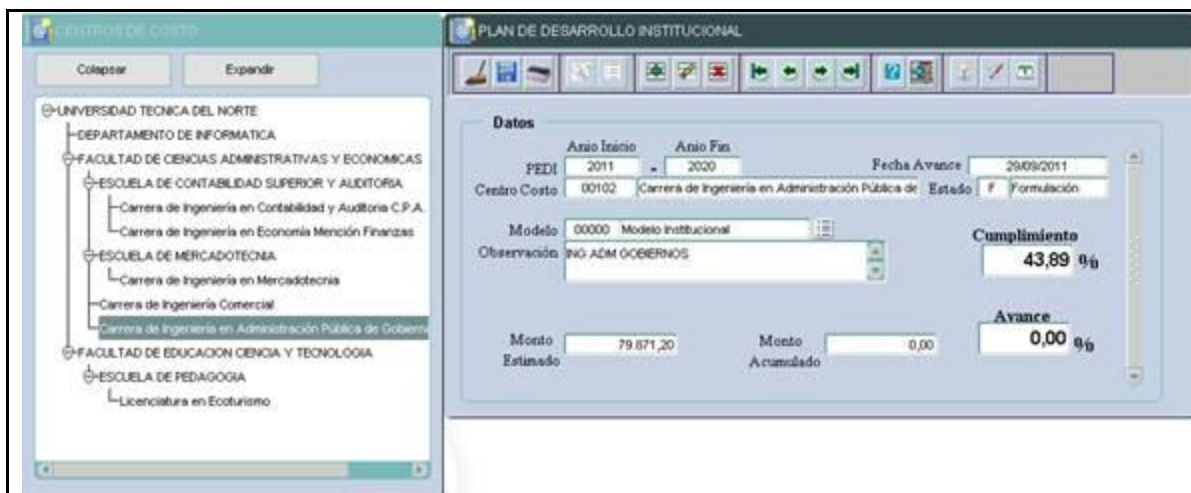 CENTROS DE COSTO
Colapsar Expandir
UNIVERSIDAD TECNICA DEL NORTE
DEPARTAMENTO DE INFORMATICA
FACULTAD DE CIENCIAS ADMINISTRATIVAS Y ECONOMICAS
ESCUELA DE CONTABILIDAD SUPERIOR Y AUDITORIA
Carrera de Ingeniería en Contabilidad y Auditoria C.P.A.
Carrera de Ingeniería en Economía Mención Finanzas
ESCUELA DE MERCADOTECNIA
Carrera de Ingeniería en Mercadotecnia
Carrera de Ingeniería Comercial
Carrera de Ingeniería en Administración Pública de Gobierno
FACULTAD DE EDUCACION CIENCIA Y TECNOLOGIA
ESCUELA DE PEDAGOGIA
Licenciatura en Ecoturismo
PLAN DE DESARROLLO INSTITUCIONAL
Datos
Anio Inicio Anio Fin
PEDI 2011 - 2020 Fecha Avance 29/09/2011
Centro Costo 00102 Carrera de Ingeniería en Administración Pública de Estado F Formulación
Modelo 00000 Modelo Institucional
Observación ING ADM GOBIERNOS
Cumplimiento
43,89 %
Avance
0,00 %
Monto Estimado 79.871,20 Monto Acumulado 0,00